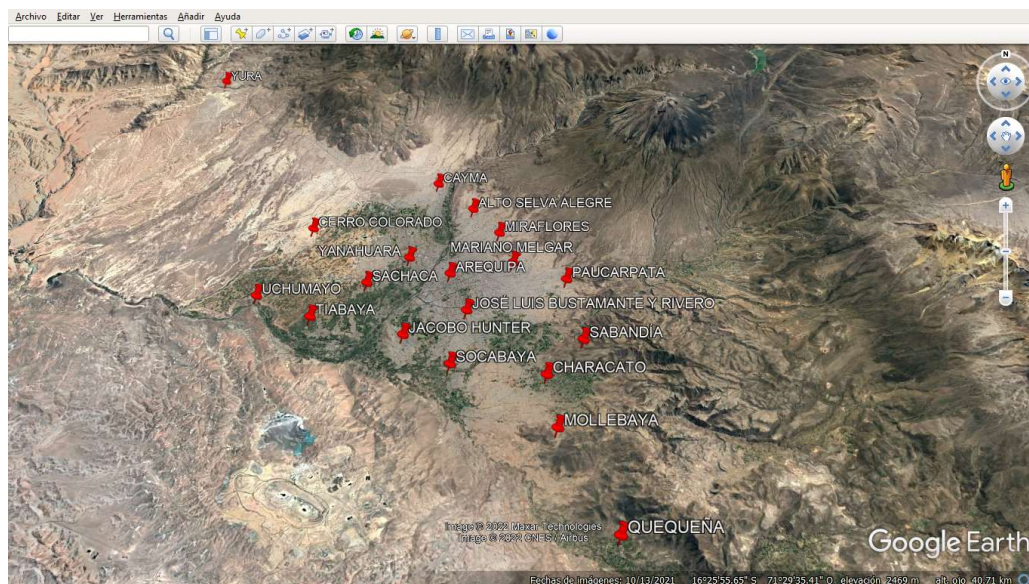 Archivo Editar Ver Herramientas Añadir Ayuda
N
YURA
CAYMA
ALTO SELVA ALEGRE
CERRO COLORADO
MIRAFLORES
YANAHUARA
MARIANO MELGAR
AREQUIPA
PAUCARPATA
SACHACA
UCHUMAYO
TIABAYA
JOSÉ LUIS BUSTAMANTE Y RIVERO
JACOBO HUNTER
SABANDIA
SOCABAYA
CHARACATO
MOLLEBAYA
QUEQUEÑA
Image © 2022 Maxar Technologies
Image © 2022 CNES / Airbus
Google Earth
Fechas de imágenes: 10/13/2021 16°25'55.65" S 71°29'35.41" O elevación 2469 m alt. ojo 40.71 km